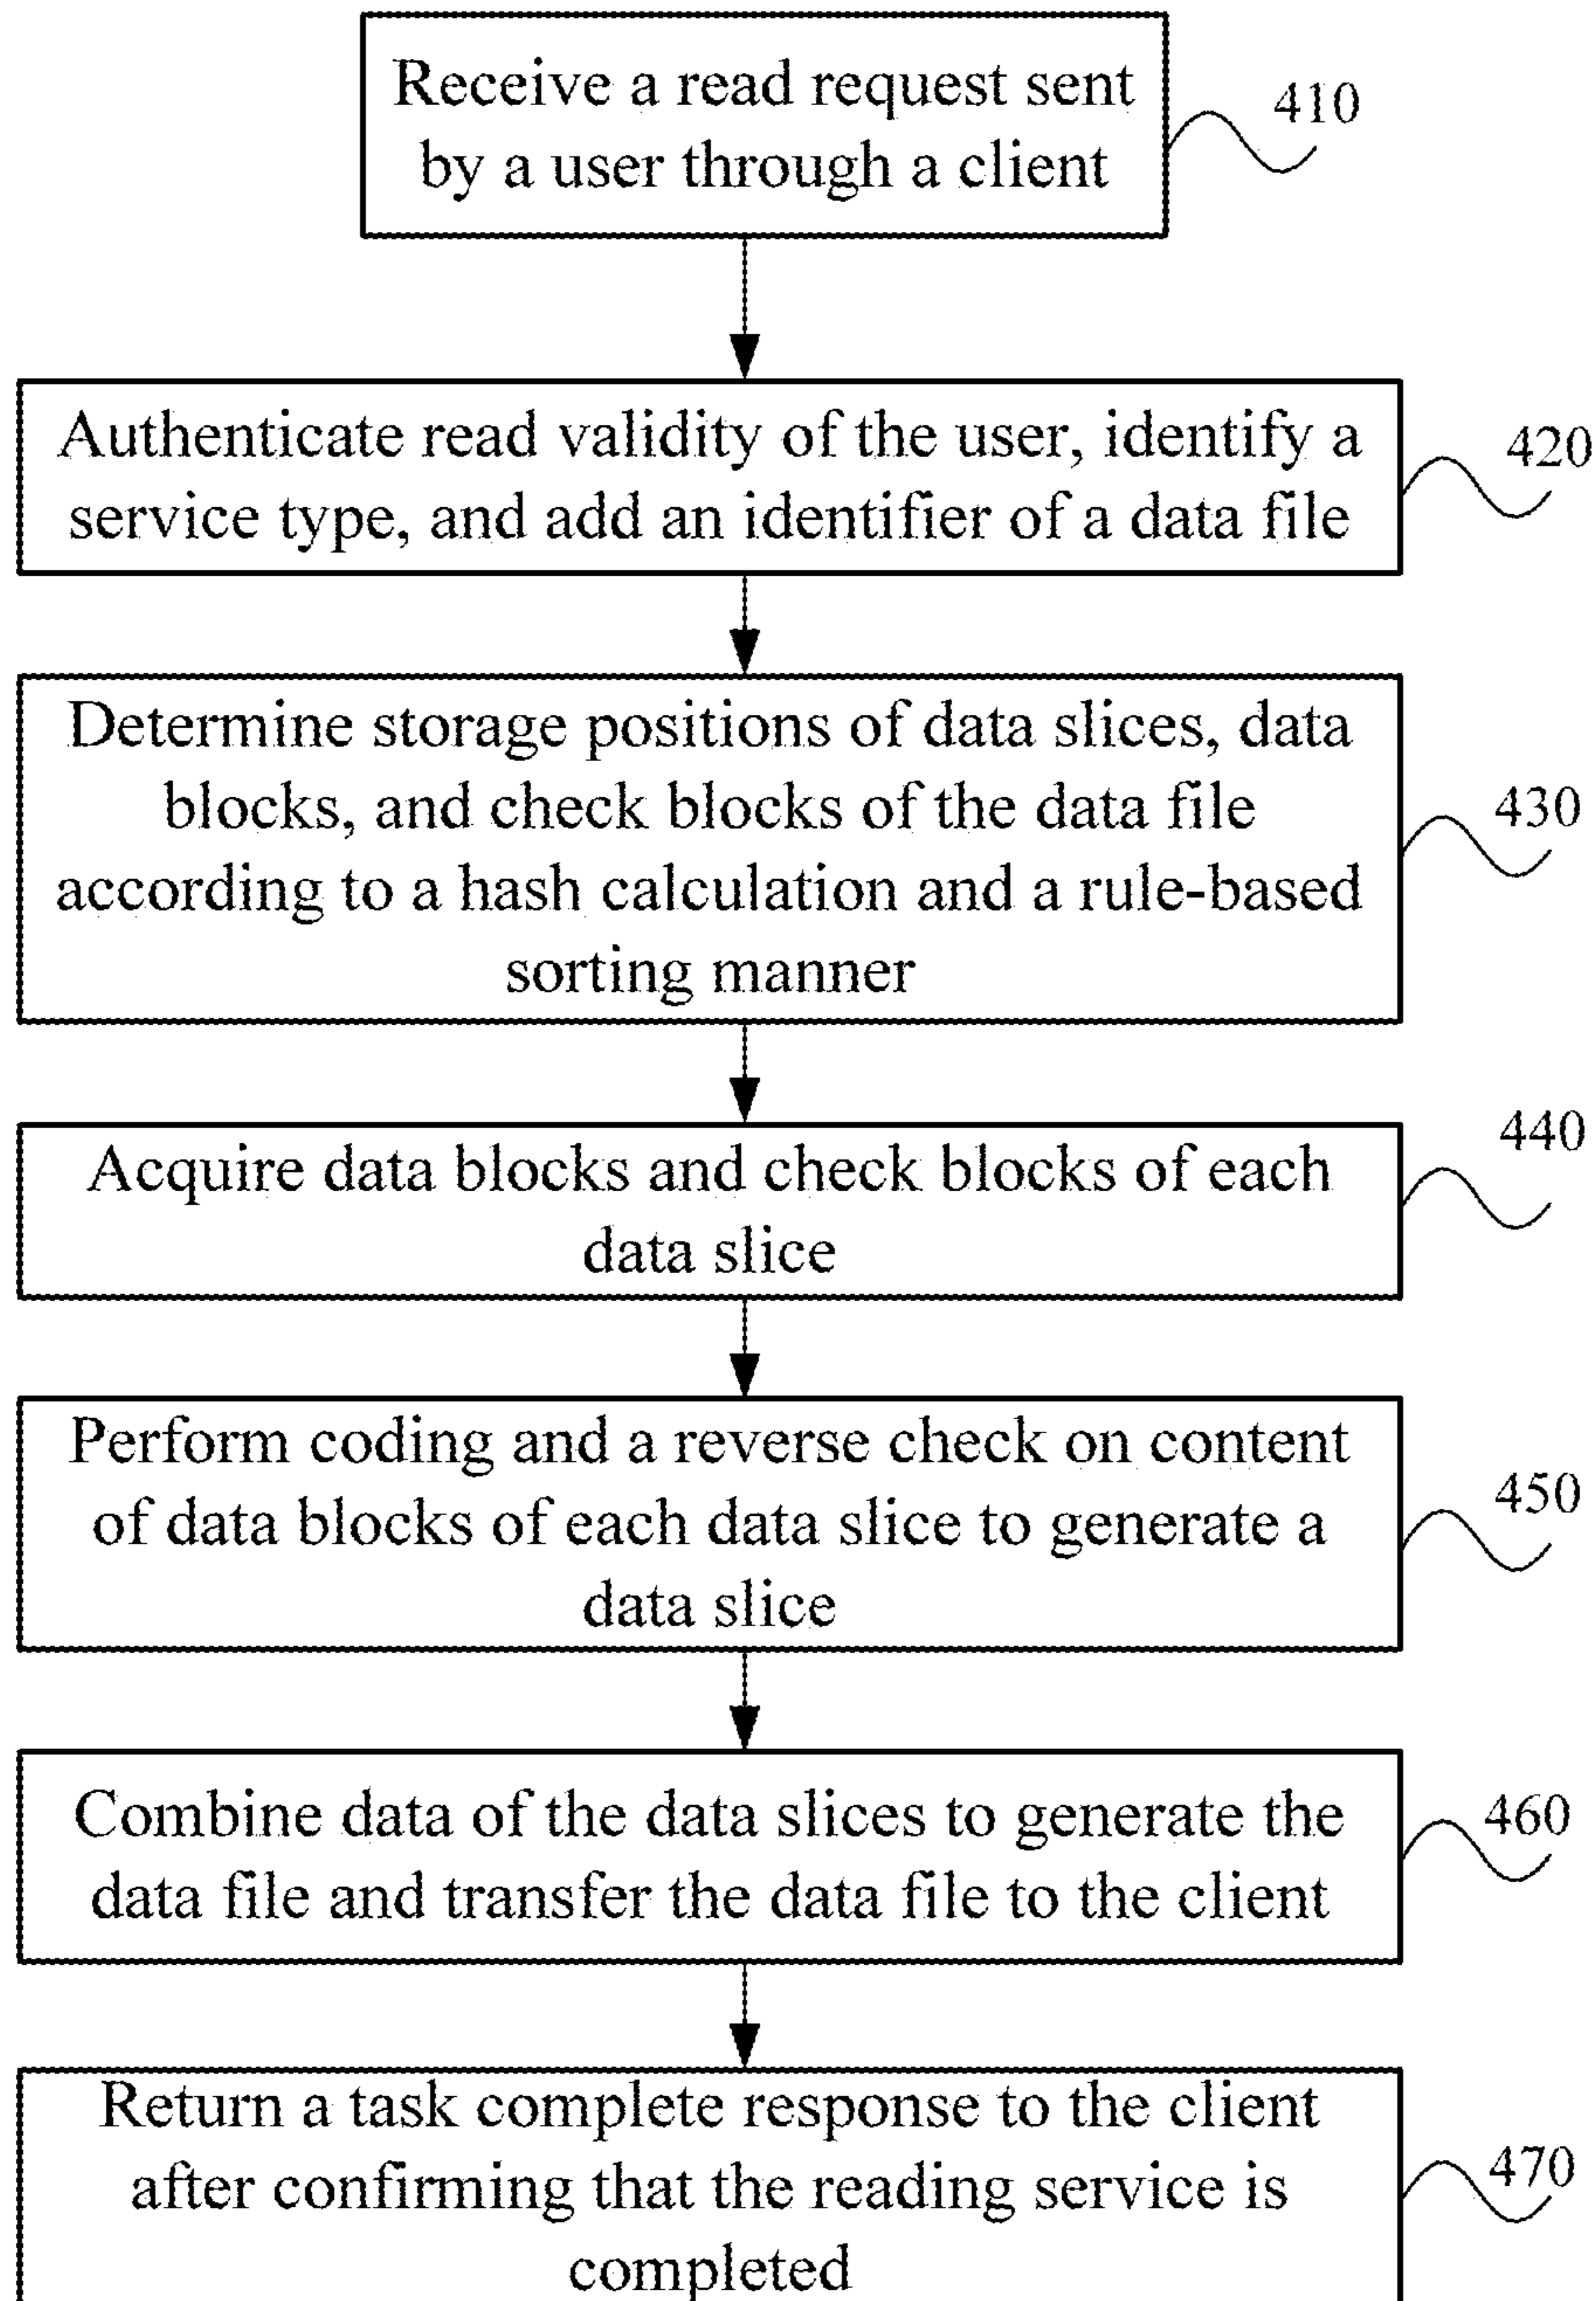 Receive a read request sent
by a user through a client
410
Authenticate read validity of the user, identify a
service type, and add an identifier of a data file
420
Determine storage positions of data slices, data
blocks, and check blocks of the data file
according to a hash calculation and a rule-based
sorting manner
430
Acquire data blocks and check blocks of each
data slice
440
Perform coding and a reverse check on content
of data blocks of each data slice to generate a
data slice
450
Combine data of the data slices to generate the
data file and transfer the data file to the client
460
Return a task complete response to the client
after confirming that the reading service is
completed
470